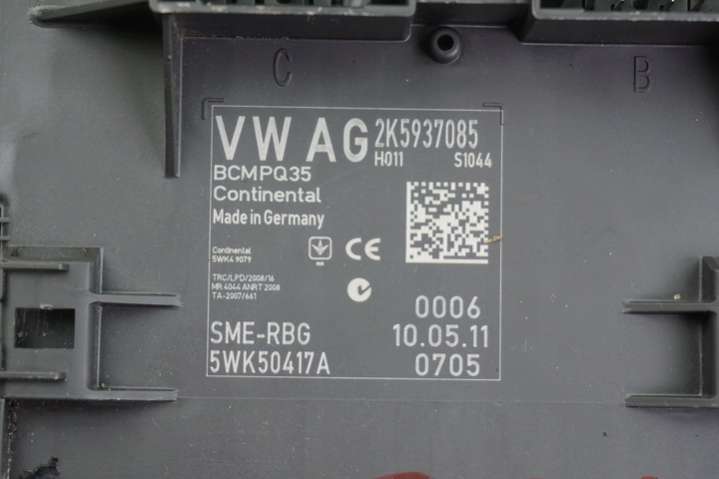 C
B
VW AG 2K5937085
H011 S1044
BCMPQ35
Continental
Made in Germany
Continental
5WK4 9079
CE
TRC/LPD/2008/16
MR 4044 ANRT 2008
TA-2007/661
0006
SME-RBG 10.05.11
5WK50417A 0705